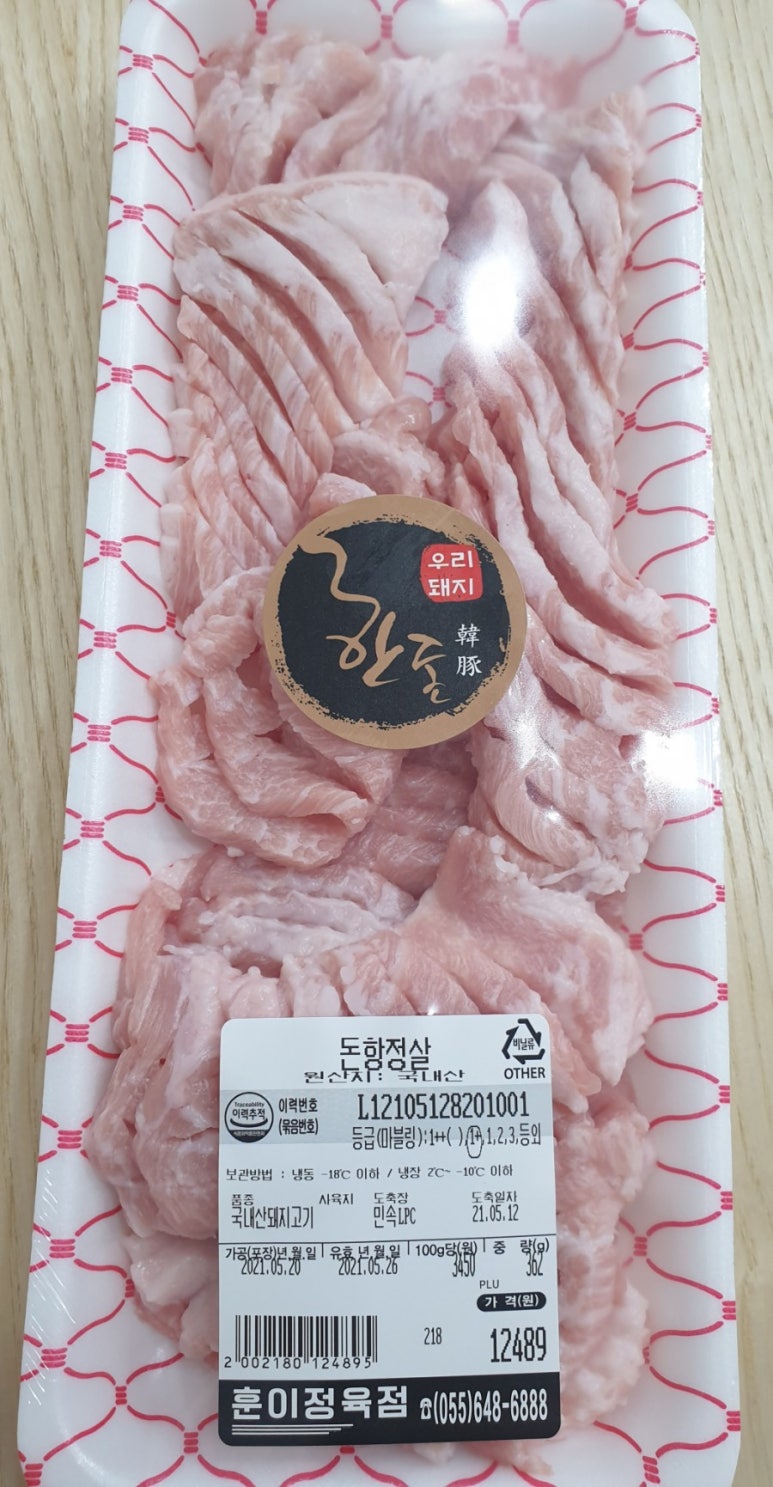 우리
돼지
한돈
韓
豚
돈항정살
원산지: 국내산
비닐류
OTHER
Traceability
이력추적
이력번호
(묶음번호)
L12105128201001
등급(마블링):1++( ),1+,1,2,3,등외
보관방법 : 냉동 -18℃ 이하 / 냉장 2℃~ -10℃ 이하
품종 사육지 도축장 도축일자
국내산돼지고기 민속LPC 21.05.12
가공(포장)년.월.일 유효 년.월.일 100g당(원) 중 량(g)
2021.05.20 2021.05.26 3450 362
PLU
가 격(원)
218 12489
2 002180 124895
훈이정육점 ☎(055)648-6888